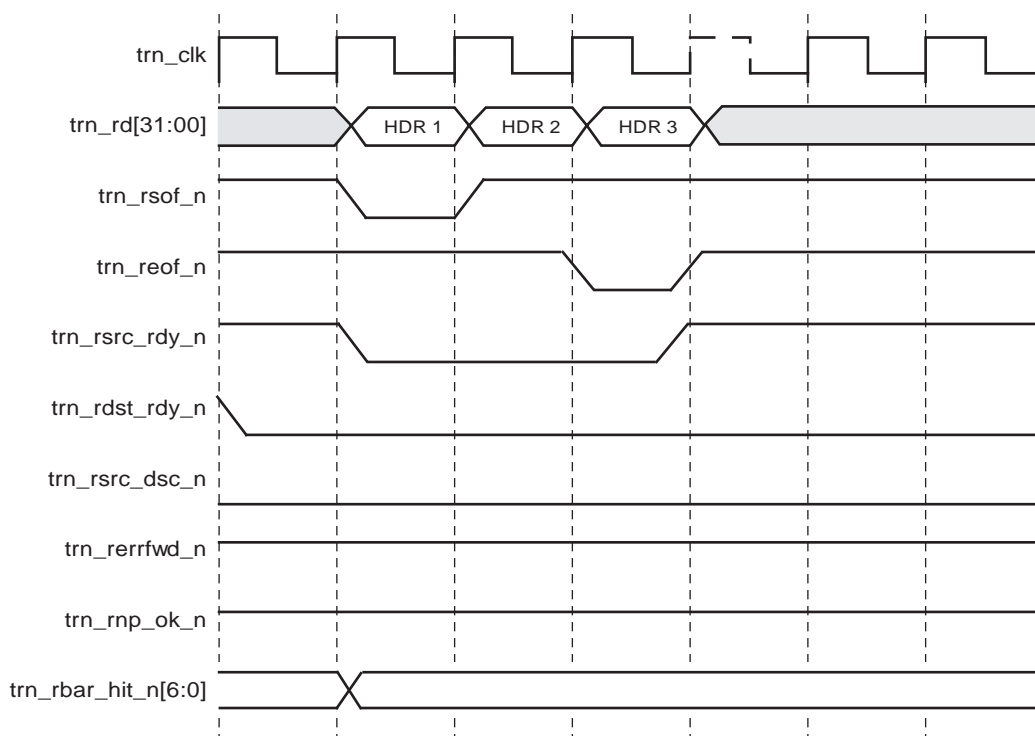 trn_clk
trn_rd[31:00]
HDR 1
HDR 2
HDR 3
trn_rsof_n
trn_reof_n
trn_rsrc_rdy_n
trn_rdst_rdy_n
trn_rsrc_dsc_n
trn_rerrfwd_n
trn_rnp_ok_n
trn_rbar_hit_n[6:0]